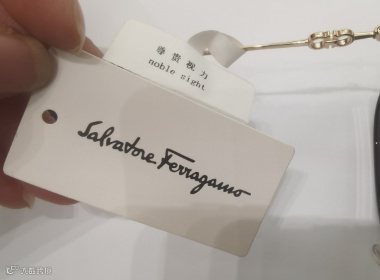 尊贵视力
noble sight
Salvatore Ferragamo